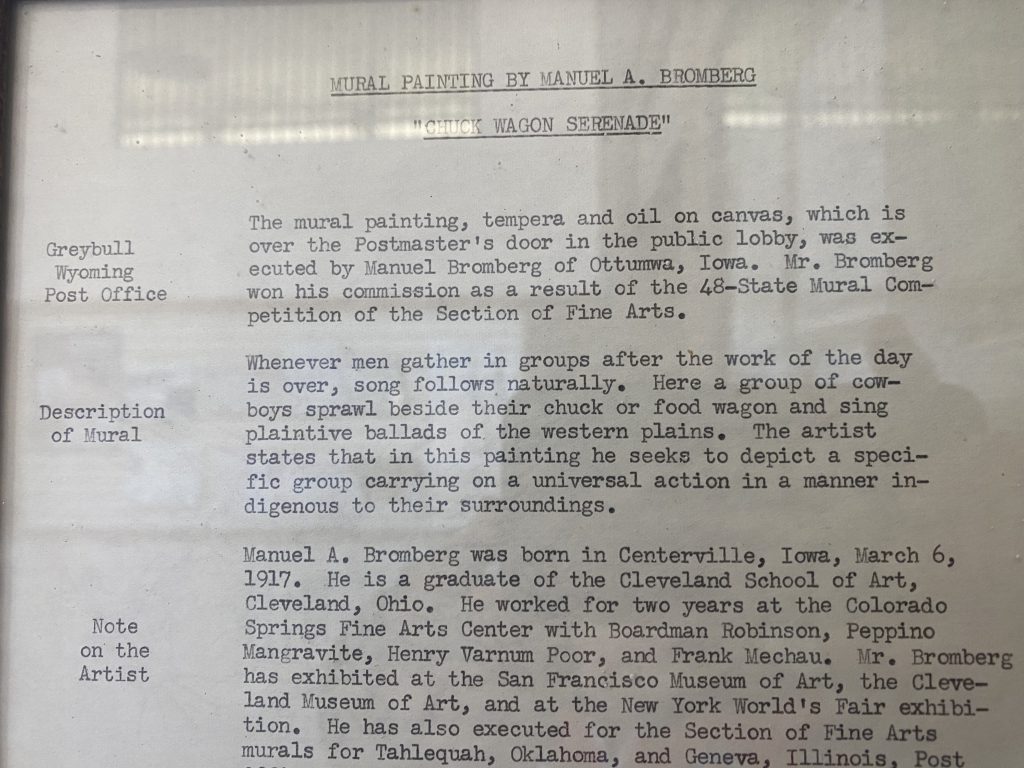 MURAL PAINTING BY MANUEL A. BROMBERG
"CHUCK WAGON SERENADE"
Greybull
Wyoming
Post Office
The mural painting, tempera and oil on canvas, which is
over the Postmaster's door in the public lobby, was ex-
ecuted by Manuel Bromberg of Ottumwa, Iowa. Mr. Bromberg
won his commission as a result of the 48-State Mural Com-
petition of the Section of Fine Arts.
Description
of Mural
Whenever men gather in groups after the work of the day
is over, song follows naturally. Here a group of cow-
boys sprawl beside their chuck or food wagon and sing
plaintive ballads of the western plains. The artist
states that in this painting he seeks to depict a speci-
fic group carrying on a universal action in a manner in-
digenous to their surroundings.
Note
on the
Artist
Manuel A. Bromberg was born in Centerville, Iowa, March 6,
1917. He is a graduate of the Cleveland School of Art,
Cleveland, Ohio. He worked for two years at the Colorado
Springs Fine Arts Center with Boardman Robinson, Peppino
Mangravite, Henry Varnum Poor, and Frank Mechau. Mr. Bromberg
has exhibited at the San Francisco Museum of Art, the Cleve-
land Museum of Art, and at the New York World's Fair exhibi-
tion. He has also executed for the Section of Fine Arts
murals for Tahlequah, Oklahoma, and Geneva, Illinois, Post